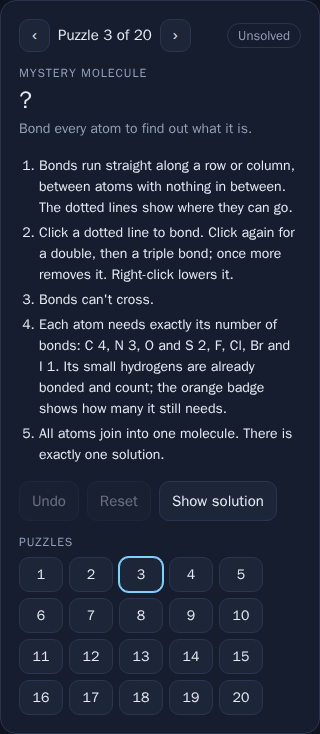 ‹ Puzzle 3 of 20 › Unsolved
MYSTERY MOLECULE
?
Bond every atom to find out what it is.
1. Bonds run straight along a row or column,
between atoms with nothing in between.
The dotted lines show where they can go.
2. Click a dotted line to bond. Click again for
a double, then a triple bond; once more
removes it. Right-click lowers it.
3. Bonds can't cross.
4. Each atom needs exactly its number of
bonds: C 4, N 3, O and S 2, F, Cl, Br and
I 1. Its small hydrogens are already
bonded and count; the orange badge
shows how many it still needs.
5. All atoms join into one molecule. There is
exactly one solution.
Undo Reset Show solution
PUZZLES
1 2 3 4 5
6 7 8 9 10
11 12 13 14 15
16 17 18 19 20